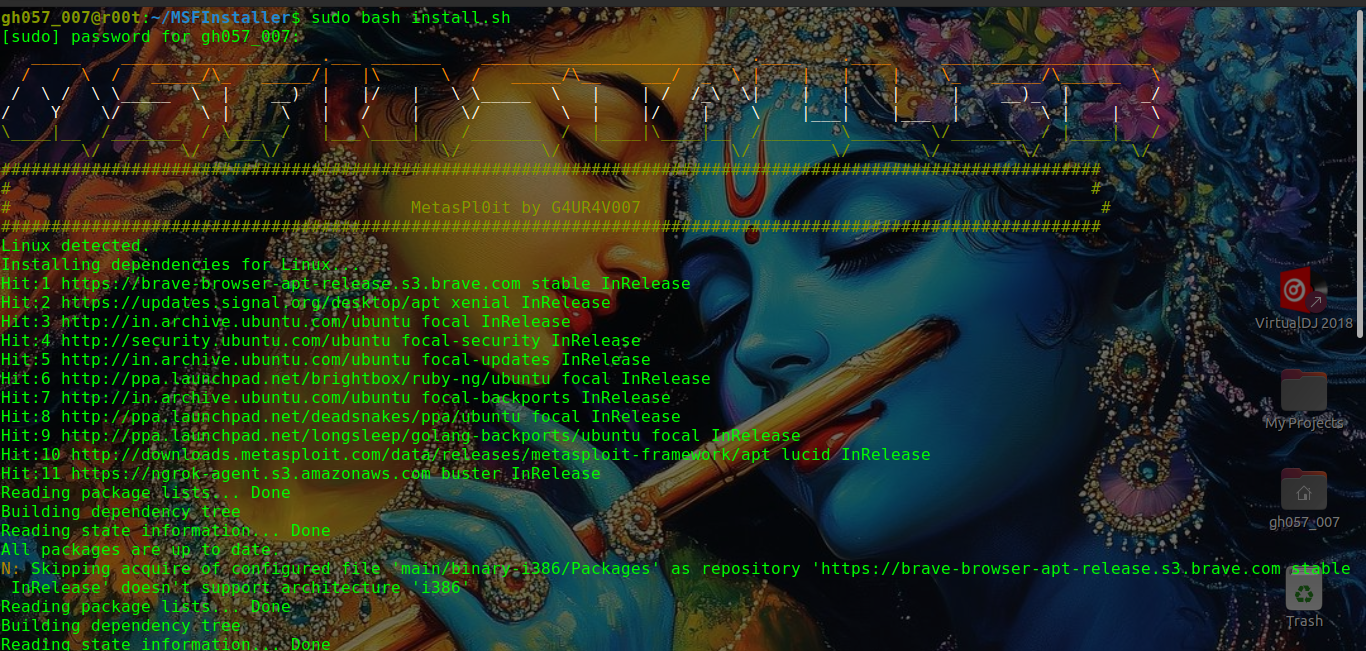 gh057_007@r00t:~/MSFInstaller$ sudo bash install.sh
[sudo] password for gh057_007:
#############################################################################################################
#                                                                                                            #
#                                        MetasPl0it by G4UR4V007                                              #
#############################################################################################################
Linux detected.
Installing dependencies for Linux...
Hit:1 https://brave-browser-apt-release.s3.brave.com stable InRelease
Hit:2 https://updates.signal.org/desktop/apt xenial InRelease
Hit:3 http://in.archive.ubuntu.com/ubuntu focal InRelease
Hit:4 http://security.ubuntu.com/ubuntu focal-security InRelease
Hit:5 http://in.archive.ubuntu.com/ubuntu focal-updates InRelease
Hit:6 http://ppa.launchpad.net/brightbox/ruby-ng/ubuntu focal InRelease
Hit:7 http://in.archive.ubuntu.com/ubuntu focal-backports InRelease
Hit:8 http://ppa.launchpad.net/deadsnakes/ppa/ubuntu focal InRelease
Hit:9 http://ppa.launchpad.net/longsleep/golang-backports/ubuntu focal InRelease
Hit:10 http://downloads.metasploit.com/data/releases/metasploit-framework/apt lucid InRelease
Hit:11 https://ngrok-agent.s3.amazonaws.com buster InRelease
Reading package lists... Done
Building dependency tree
Reading state information... Done
All packages are up to date.
N: Skipping acquire of configured file 'main/binary-i386/Packages' as repository 'https://brave-browser-apt-release.s3.brave.com stable
 InRelease' doesn't support architecture 'i386'
Reading package lists... Done
Building dependency tree
Reading state information... Done
VirtualDJ 2018
My Projects
gh057_007
Trash